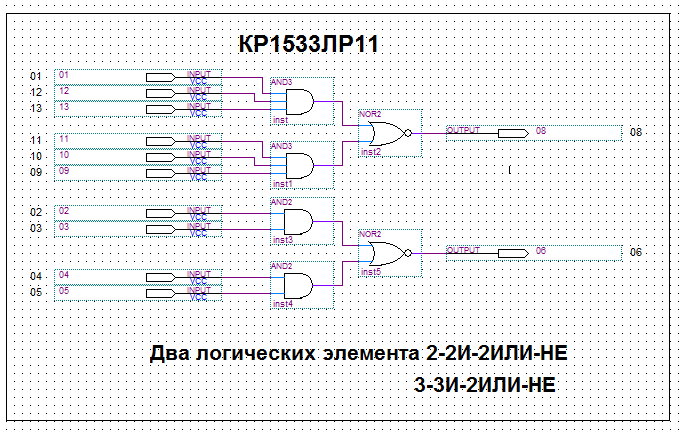 КР1533ЛР11
01 01 INPUT VCC
12 12 INPUT VCC
13 13 INPUT VCC
AND3
inst
11 11 INPUT VCC
10 10 INPUT VCC
09 09 INPUT VCC
AND3
inst1
NOR2
inst2
OUTPUT 08 08
02 02 INPUT VCC
03 03 INPUT VCC
AND2
inst3
04 04 INPUT VCC
05 05 INPUT VCC
AND2
inst4
NOR2
inst5
OUTPUT 06 06
Два логических элемента 2-2И-2ИЛИ-НЕ
3-3И-2ИЛИ-НЕ